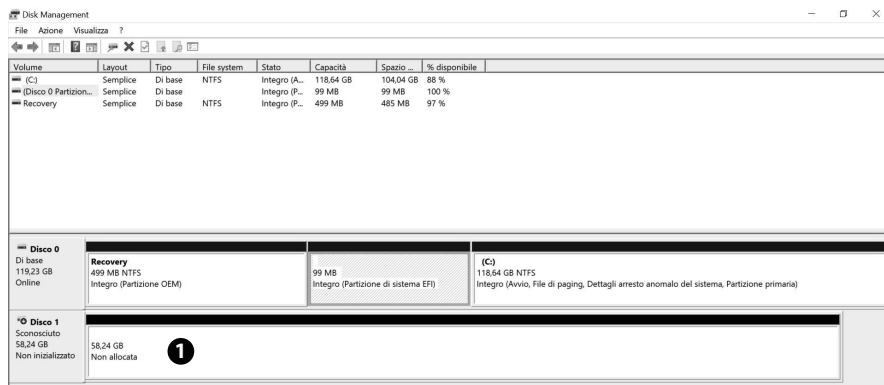 Disk Management
File Azione Visualizza ?
Volume Layout Tipo File system Stato Capacità Spazio ... % disponibile
(C:) Semplice Di base NTFS Integro (A... 118,64 GB 104,04 GB 88 %
(Disco 0 Partizion... Semplice Di base Integro (P... 99 MB 99 MB 100 %
Recovery Semplice Di base NTFS Integro (P... 499 MB 485 MB 97 %
Disco 0
Di base
119,23 GB
Online
Recovery
499 MB NTFS
Integro (Partizione OEM)
99 MB
Integro (Partizione di sistema EFI)
(C:)
118,64 GB NTFS
Integro (Avvio, File di paging, Dettagli arresto anomalo del sistema, Partizione primaria)
Disco 1
Sconosciuto
58,24 GB
Non inizializzato
58,24 GB
Non allocata
1